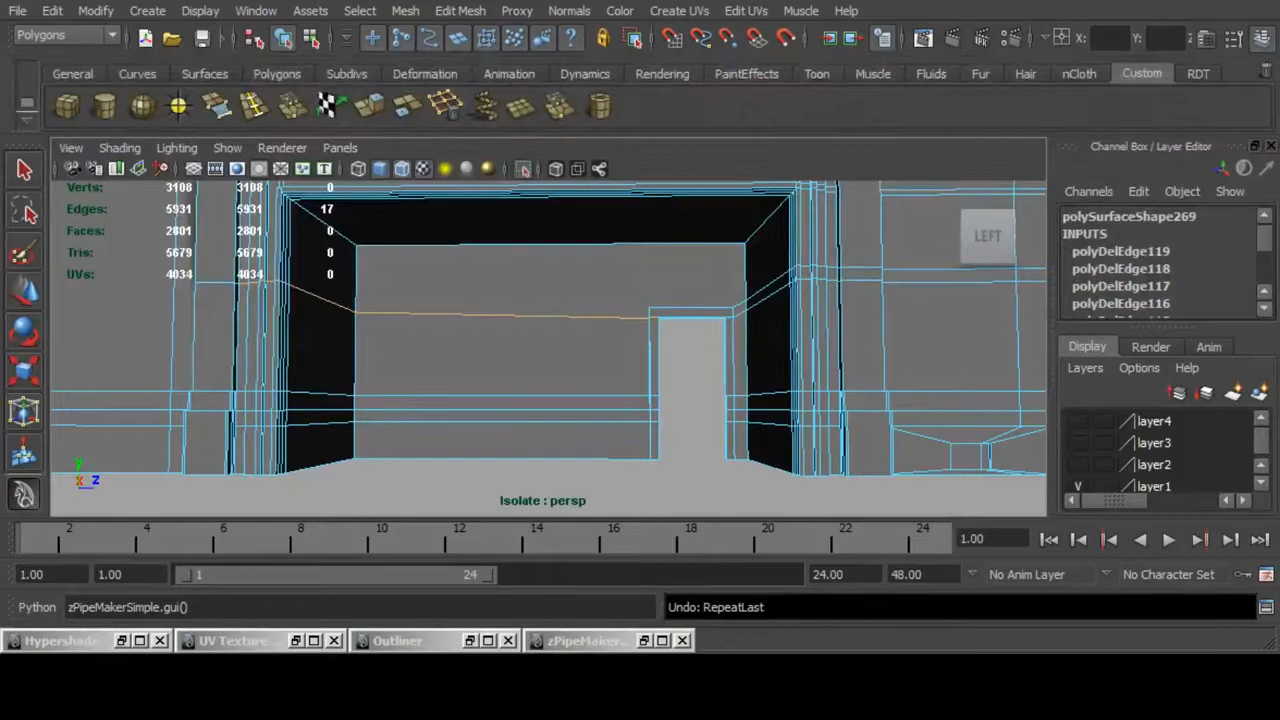 File Edit Modify Create Display Window Assets Select Mesh Edit Mesh Proxy Normals Color Create UVs Edit UVs Muscle Help
Polygons X: Y:
General Curves Surfaces Polygons Subdivs Deformation Animation Dynamics Rendering PaintEffects Toon Muscle Fluids Fur Hair nCloth Custom RDT
View Shading Lighting Show Renderer Panels
Channel Box / Layer Editor
Channels Edit Object Show
Verts: 3108 3108 0
Edges: 5931 5931 17
Faces: 2801 2801 0
Tris: 5679 5679 0
UVs: 4034 4034 0
LEFT
polySurfaceShape269
INPUTS
polyDelEdge119
polyDelEdge118
polyDelEdge117
polyDelEdge116
Display Render Anim
Layers Options Help
layer4
layer3
layer2
V layer1
y
x z
Isolate : persp
2 4 6 8 10 12 14 16 18 20 22 24 1.00
1.00 1.00 1 24 24.00 48.00 No Anim Layer No Character Set
Python zPipeMakerSimple.gui() Undo: RepeatLast
Hypershade UV Texture Outliner zPipeMaker...